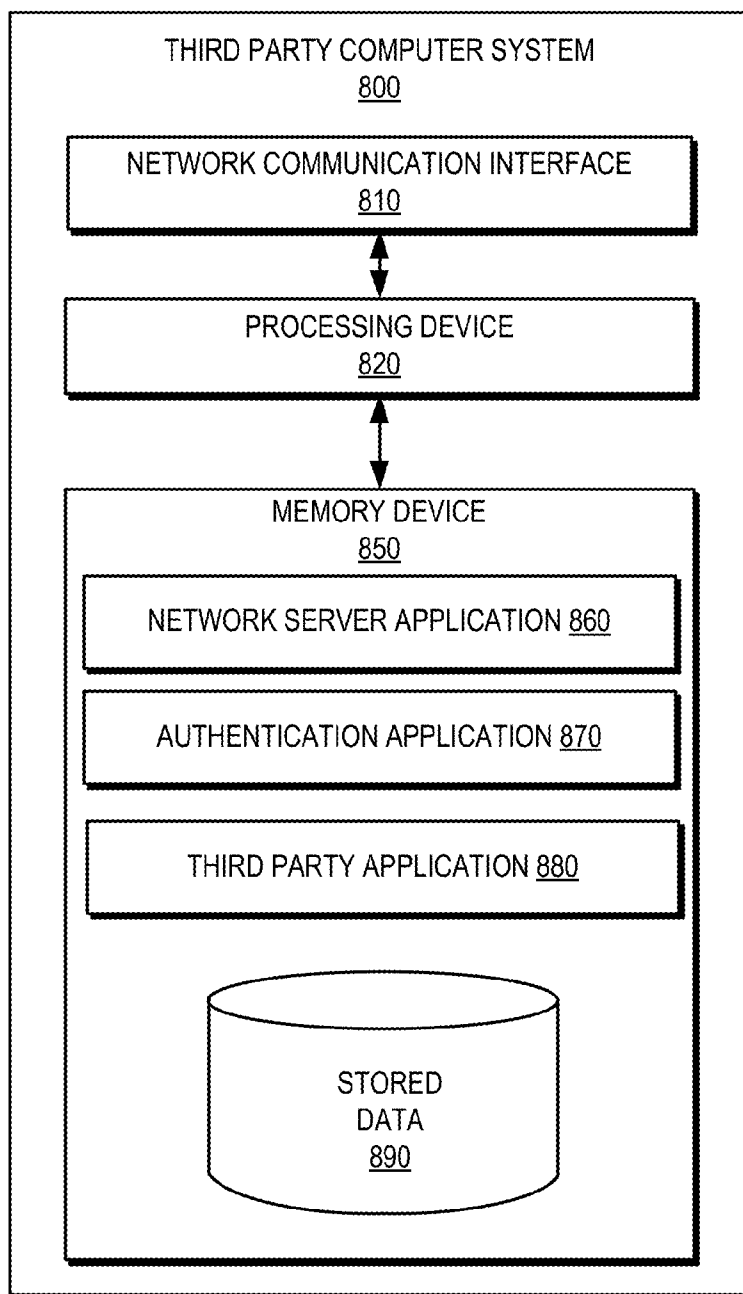 THIRD PARTY COMPUTER SYSTEM
800
NETWORK COMMUNICATION INTERFACE
810
PROCESSING DEVICE
820
MEMORY DEVICE
850
NETWORK SERVER APPLICATION 860
AUTHENTICATION APPLICATION 870
THIRD PARTY APPLICATION 880
STORED
DATA
890